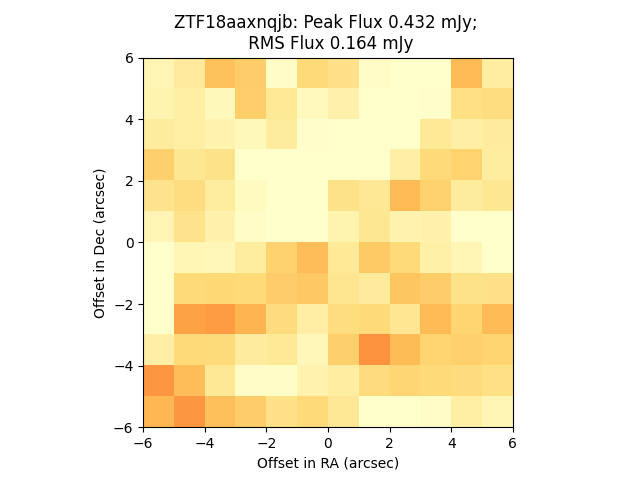 ZTF18aaxnqjb: Peak Flux 0.432 mJy;
RMS Flux 0.164 mJy
6
4
2
0
−2
−4
−6
Offset in Dec (arcsec)
−6 −4 −2 0 2 4 6
Offset in RA (arcsec)